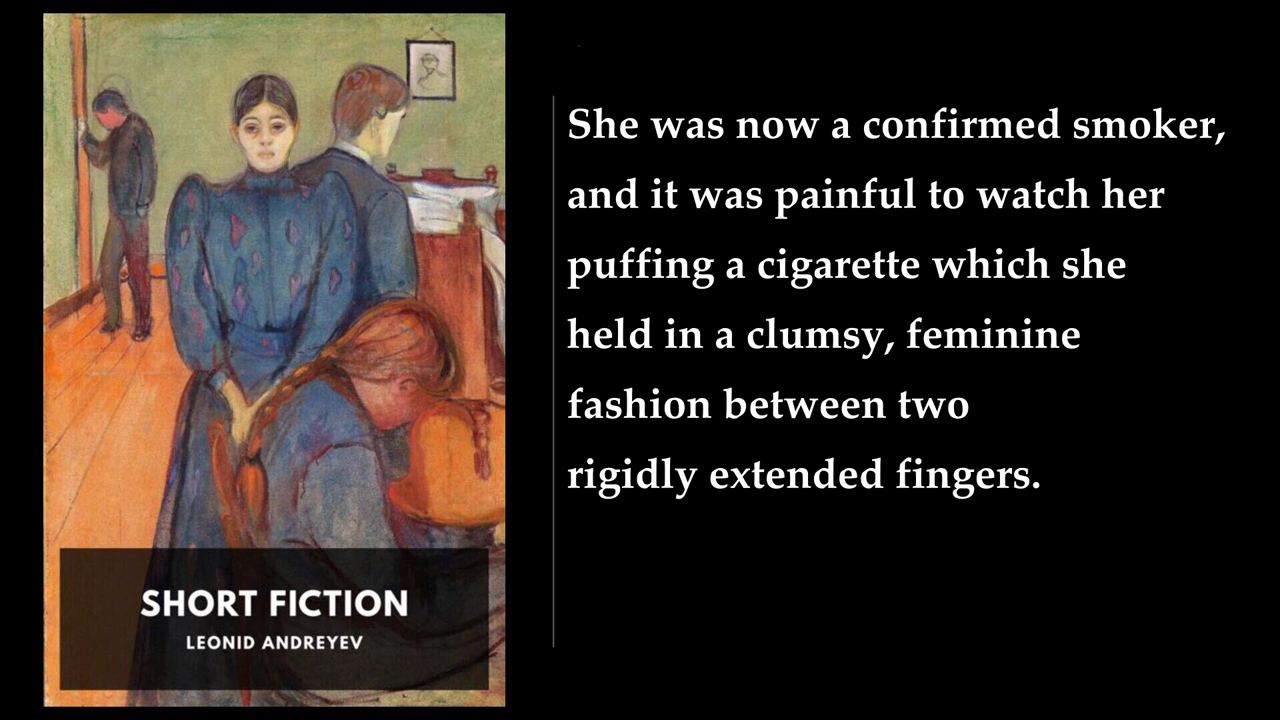 She was now a confirmed smoker,
and it was painful to watch her
puffing a cigarette which she
held in a clumsy, feminine
fashion between two
rigidly extended fingers.
SHORT FICTION
LEONID ANDREYEV